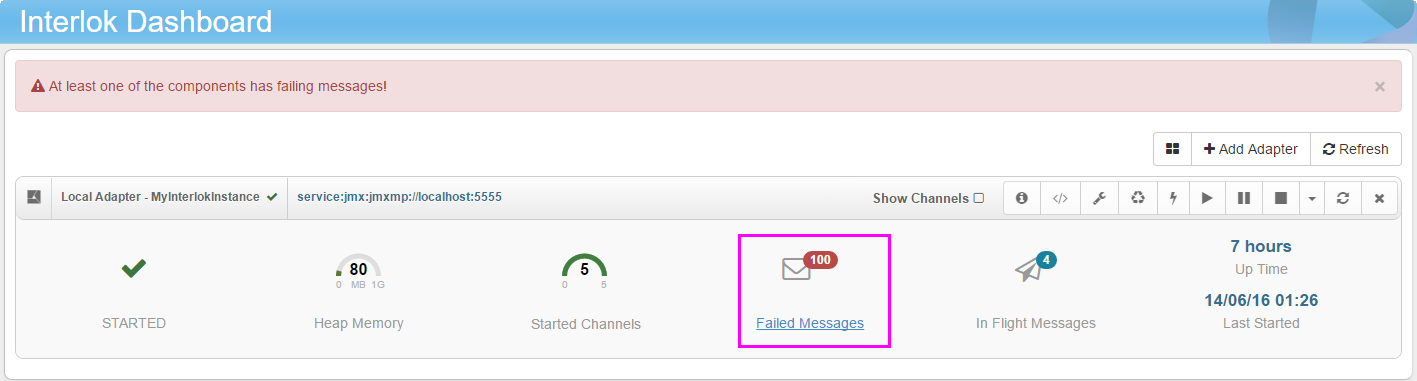 Interlok Dashboard
At least one of the components has failing messages!
×
Add Adapter
Refresh
Local Adapter - MyInterlokInstance
service:jmx:jmxmp://localhost:5555
Show Channels
80
0 MB 1G
5
0 5
100
4
7 hours
Up Time
14/06/16 01:26
Last Started
STARTED
Heap Memory
Started Channels
Failed Messages
In Flight Messages